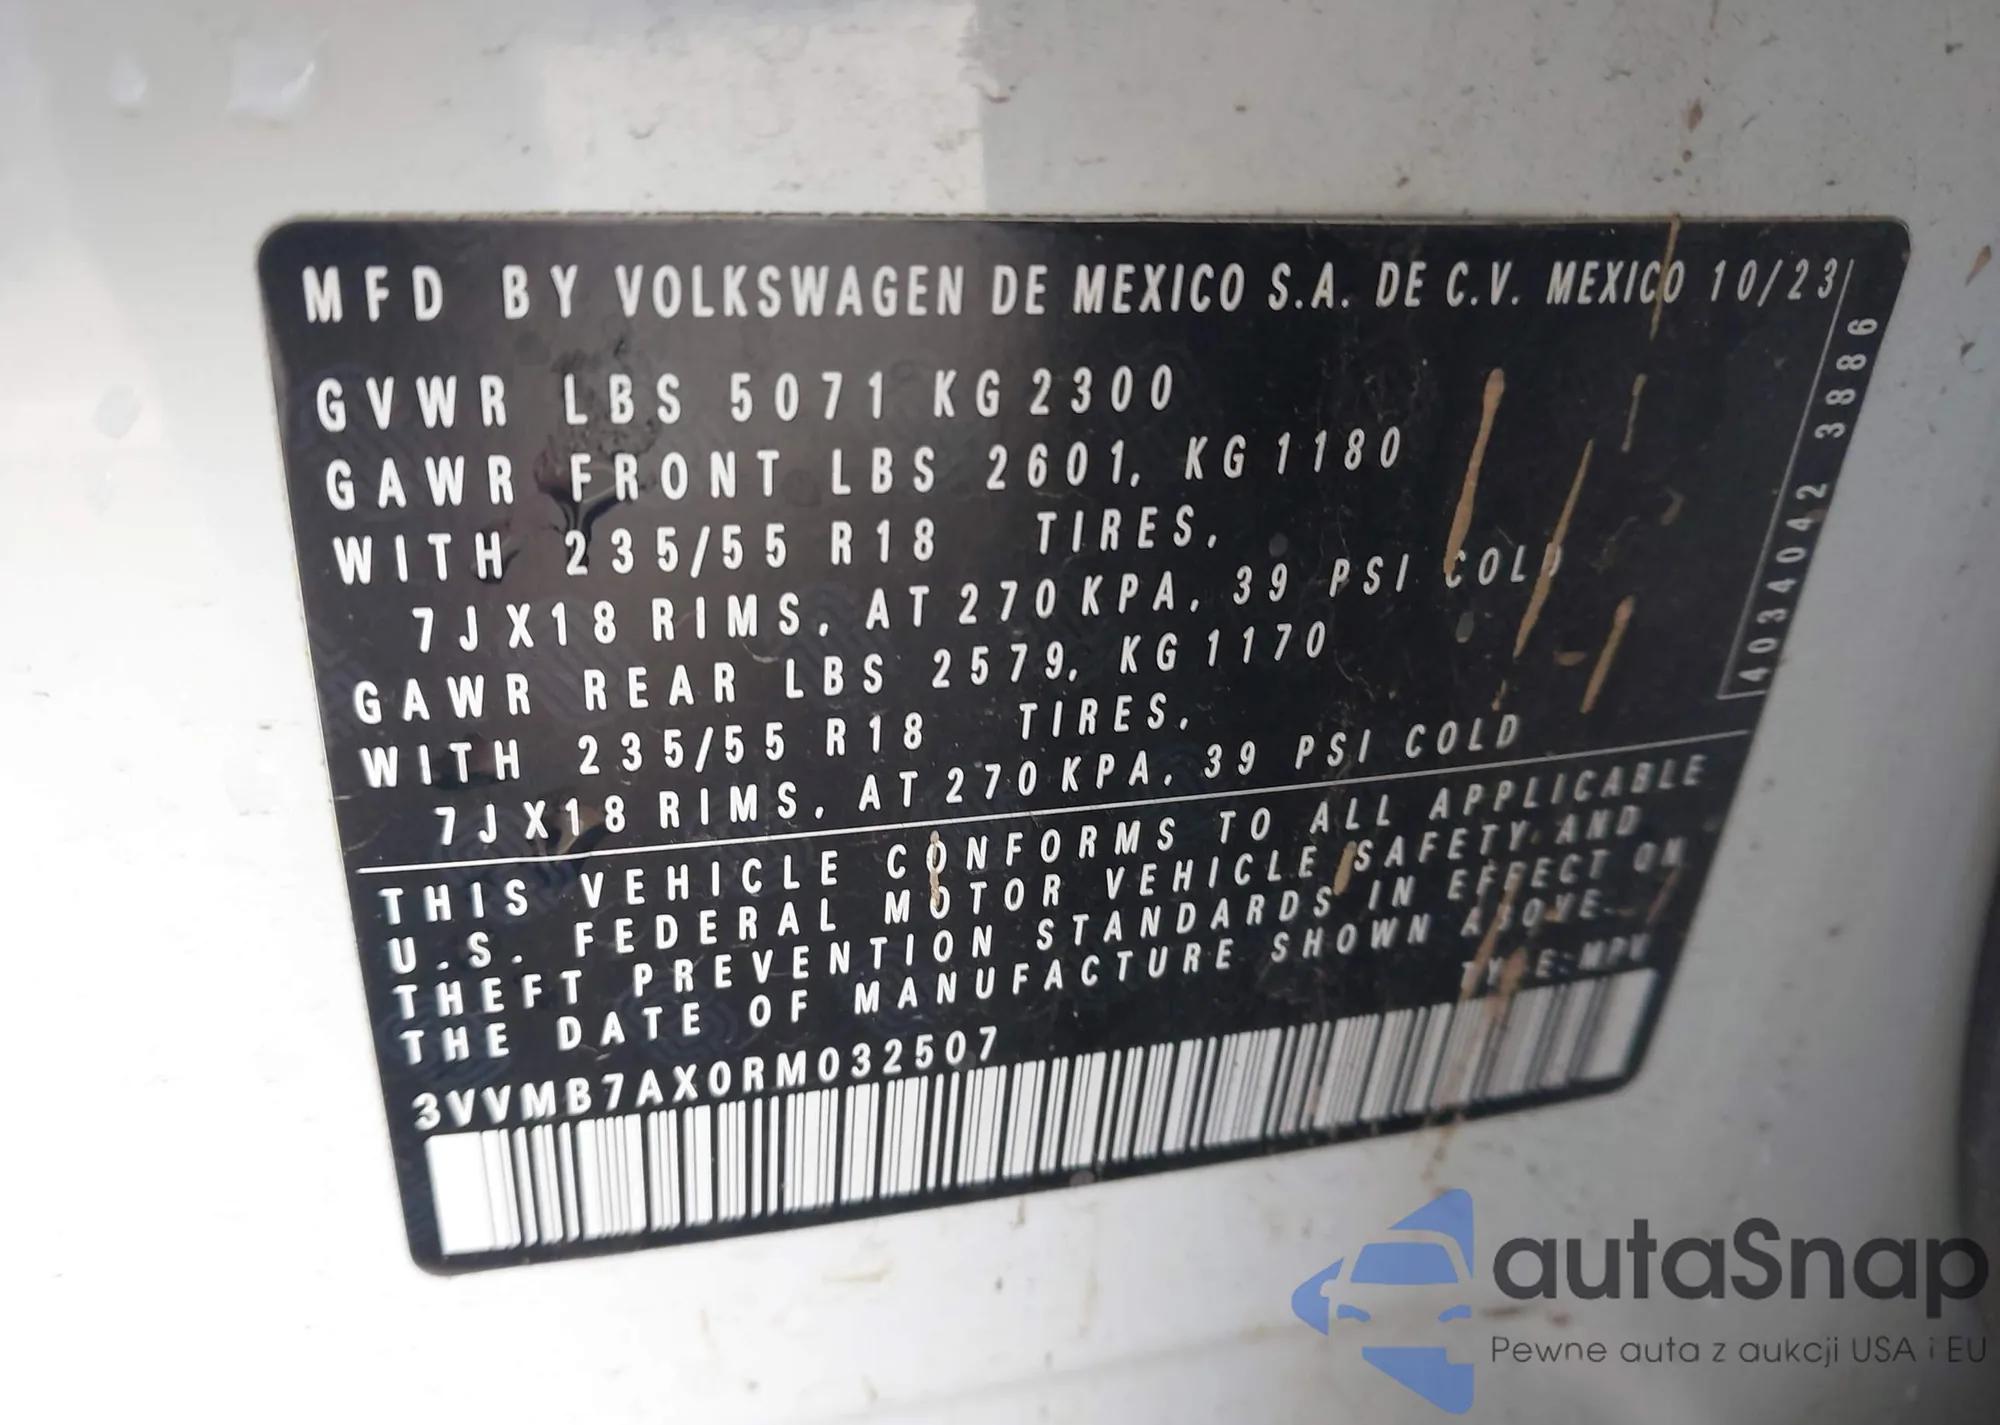 MFD BY VOLKSWAGEN DE MEXICO S.A. DE C.V. MEXICO 10/23
GVWR LBS 5071 KG 2300
GAWR FRONT LBS 2601, KG 1180
WITH 235/55 R18 TIRES,
7JX18 RIMS, AT 270 KPA, 39 PSI COLD
GAWR REAR LBS 2579, KG 1170
WITH 235/55 R18 TIRES,
7JX18 RIMS, AT 270 KPA, 39 PSI COLD
4034042 3886
THIS VEHICLE CONFORMS TO ALL APPLICABLE
U.S. FEDERAL MOTOR VEHICLE SAFETY AND
THEFT PREVENTION STANDARDS IN EFFECT ON
THE DATE OF MANUFACTURE SHOWN ABOVE.
TYPE: MPV
3VVMB7AX0RM032507
autaSnap
Pewne auta z aukcji USA i EU